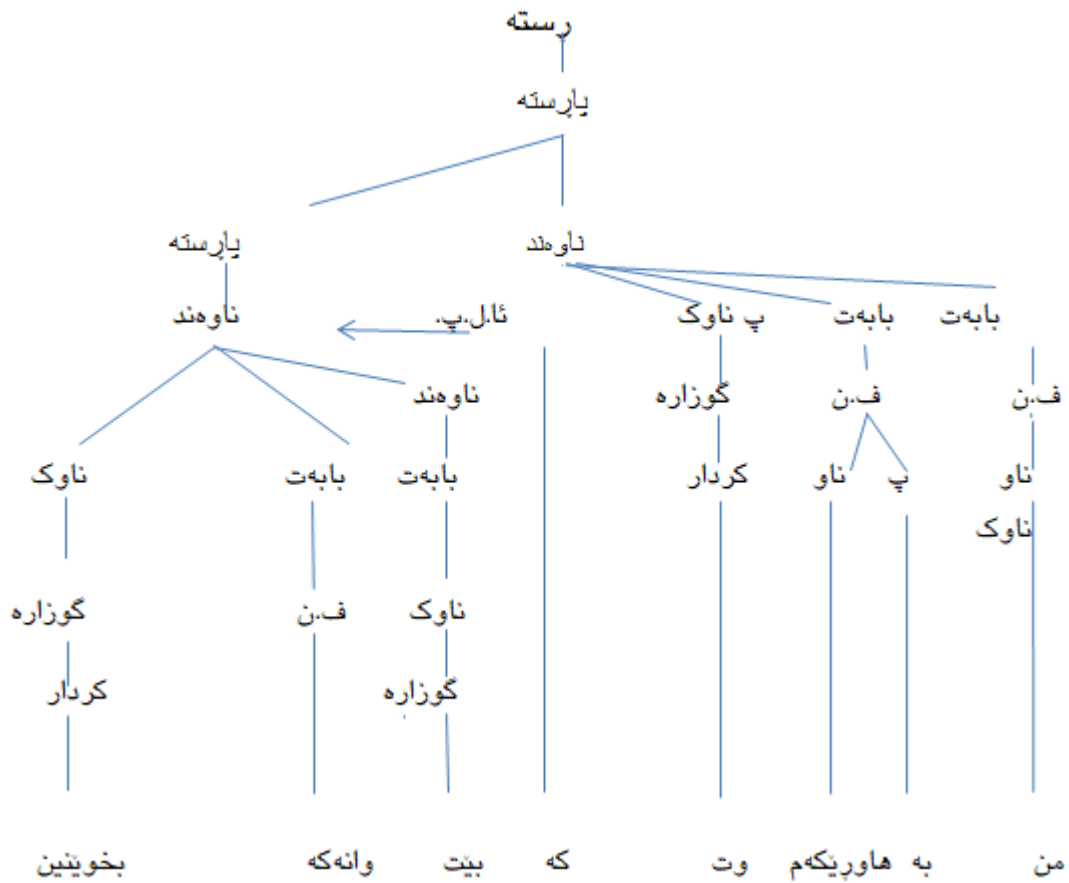 رستە
پاڕستە
پاڕستە ناوەند
بابەت بابەت پ ناوک ئا.ل.پ. ناوەند
ف.ن ف.ن گوزارە ناوەند
ناو پ ناو کردار بابەت بابەت ناوک
ناوک
ناوک ف.ن گوزارە
گوزارە کردار
من بە هاوڕێکەم وت کە بێت وانەکە بخوێنین